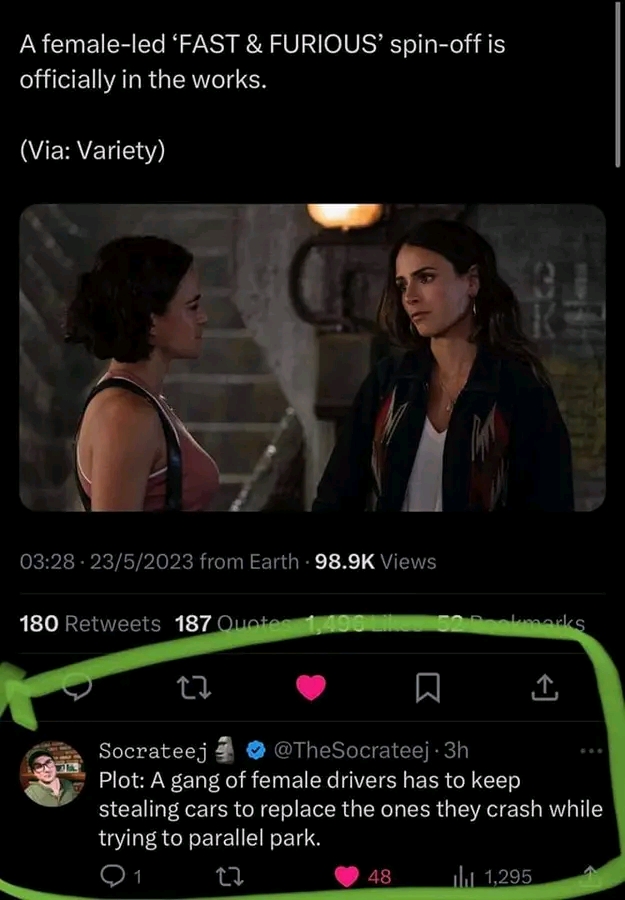 A female-led ‘FAST & FURIOUS’ spin-off is
officially in the works.
(Via: Variety)
03:28 · 23/5/2023 from Earth · 98.9K Views
180 Retweets 187 Quotes 1,496 Likes 52 Bookmarks
Socrateej 🗿 @TheSocrateej · 3h
Plot: A gang of female drivers has to keep
stealing cars to replace the ones they crash while
trying to parallel park.
1 48 1,295